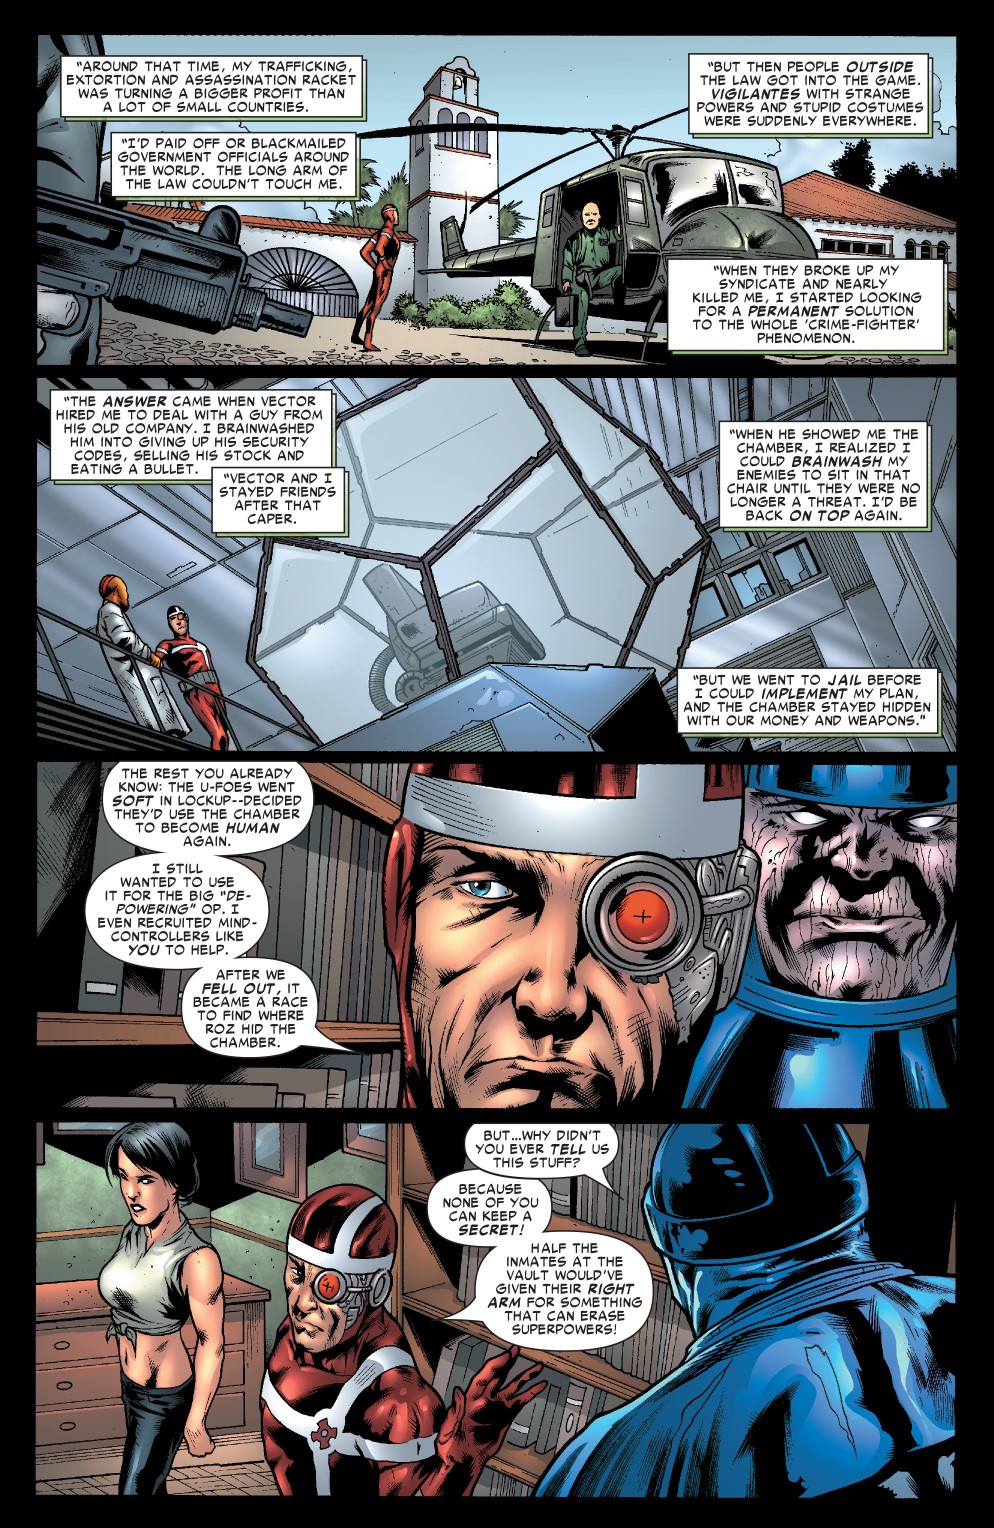 "AROUND THAT TIME, MY TRAFFICKING,
EXTORTION AND ASSASSINATION RACKET
WAS TURNING A BIGGER PROFIT THAN
A LOT OF SMALL COUNTRIES.
"I'D PAID OFF OR BLACKMAILED
GOVERNMENT OFFICIALS AROUND
THE WORLD. THE LONG ARM OF
THE LAW COULDN'T TOUCH ME.
"BUT THEN PEOPLE OUTSIDE
THE LAW GOT INTO THE GAME.
VIGILANTES WITH STRANGE
POWERS AND STUPID COSTUMES
WERE SUDDENLY EVERYWHERE.
"WHEN THEY BROKE UP MY
SYNDICATE AND NEARLY
KILLED ME, I STARTED LOOKING
FOR A PERMANENT SOLUTION
TO THE WHOLE 'CRIME-FIGHTER'
PHENOMENON.
"THE ANSWER CAME WHEN VECTOR
HIRED ME TO DEAL WITH A GUY FROM
HIS OLD COMPANY. I BRAINWASHED
HIM INTO GIVING UP HIS SECURITY
CODES, SELLING HIS STOCK AND
EATING A BULLET.
"VECTOR AND I
STAYED FRIENDS
AFTER THAT
CAPER.
"WHEN HE SHOWED ME THE
CHAMBER, I REALIZED I
COULD BRAINWASH MY
ENEMIES TO SIT IN THAT
CHAIR UNTIL THEY WERE NO
LONGER A THREAT. I'D BE
BACK ON TOP AGAIN.
"BUT WE WENT TO JAIL BEFORE
I COULD IMPLEMENT MY PLAN,
AND THE CHAMBER STAYED HIDDEN
WITH OUR MONEY AND WEAPONS."
THE REST YOU ALREADY
KNOW: THE U-FOES WENT
SOFT IN LOCKUP--DECIDED
THEY'D USE THE CHAMBER
TO BECOME HUMAN
AGAIN.
I STILL
WANTED TO USE
IT FOR THE BIG "DE-
POWERING" OP. I
EVEN RECRUITED MIND-
CONTROLLERS LIKE
YOU TO HELP.
AFTER WE
FELL OUT, IT
BECAME A RACE
TO FIND WHERE
ROZ HID THE
CHAMBER.
BUT...WHY DIDN'T
YOU EVER TELL US
THIS STUFF?
BECAUSE
NONE OF YOU
CAN KEEP A
SECRET!
HALF THE
INMATES AT THE
VAULT WOULD'VE
GIVEN THEIR RIGHT
ARM FOR SOMETHING
THAT CAN ERASE
SUPERPOWERS!